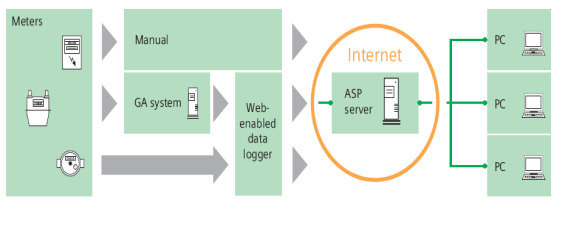 Meters
Manual
GA system
Web-
enabled
data
logger
Internet
ASP
server
PC
PC
PC